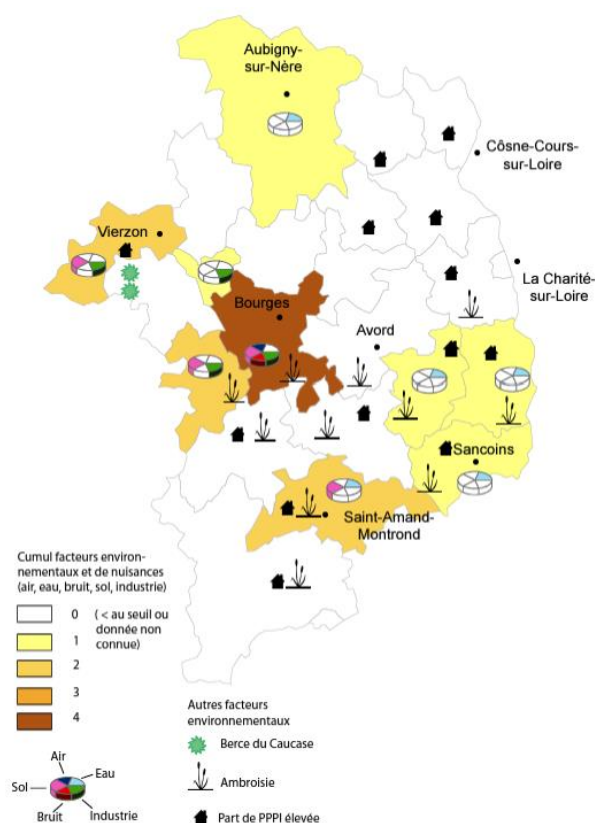 Aubigny-
sur-Nère
Côsne-Cours-
sur-Loire
Vierzon
La Charité-
sur-Loire
Bourges
Avord
Sancoins
Saint-Amand-
Montrond
Cumul facteurs environ-
nementaux et de nuisances
(air, eau, bruit, sol, industrie)
0 (< au seuil ou
donnée non
connue)
1
2
3
4
Air
Eau
Sol
Bruit
Industrie
Autres facteurs
environnementaux
Berce du Caucase
Ambroisie
Part de PPPI élevée